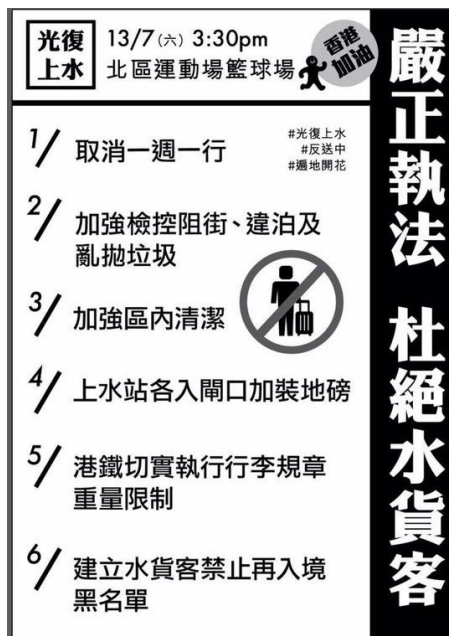 光復
上水
13/7(六) 3:30pm
北區運動場籃球場
香港
加油
嚴正執法 杜絕水貨客
#光復上水
#反送中
#遍地開花
1/ 取消一週一行
2/ 加強檢控阻街、違泊及
亂拋垃圾
3/ 加強區內清潔
4/ 上水站各入閘口加裝地磅
5/ 港鐵切實執行行李規章
重量限制
6/ 建立水貨客禁止再入境
黑名單